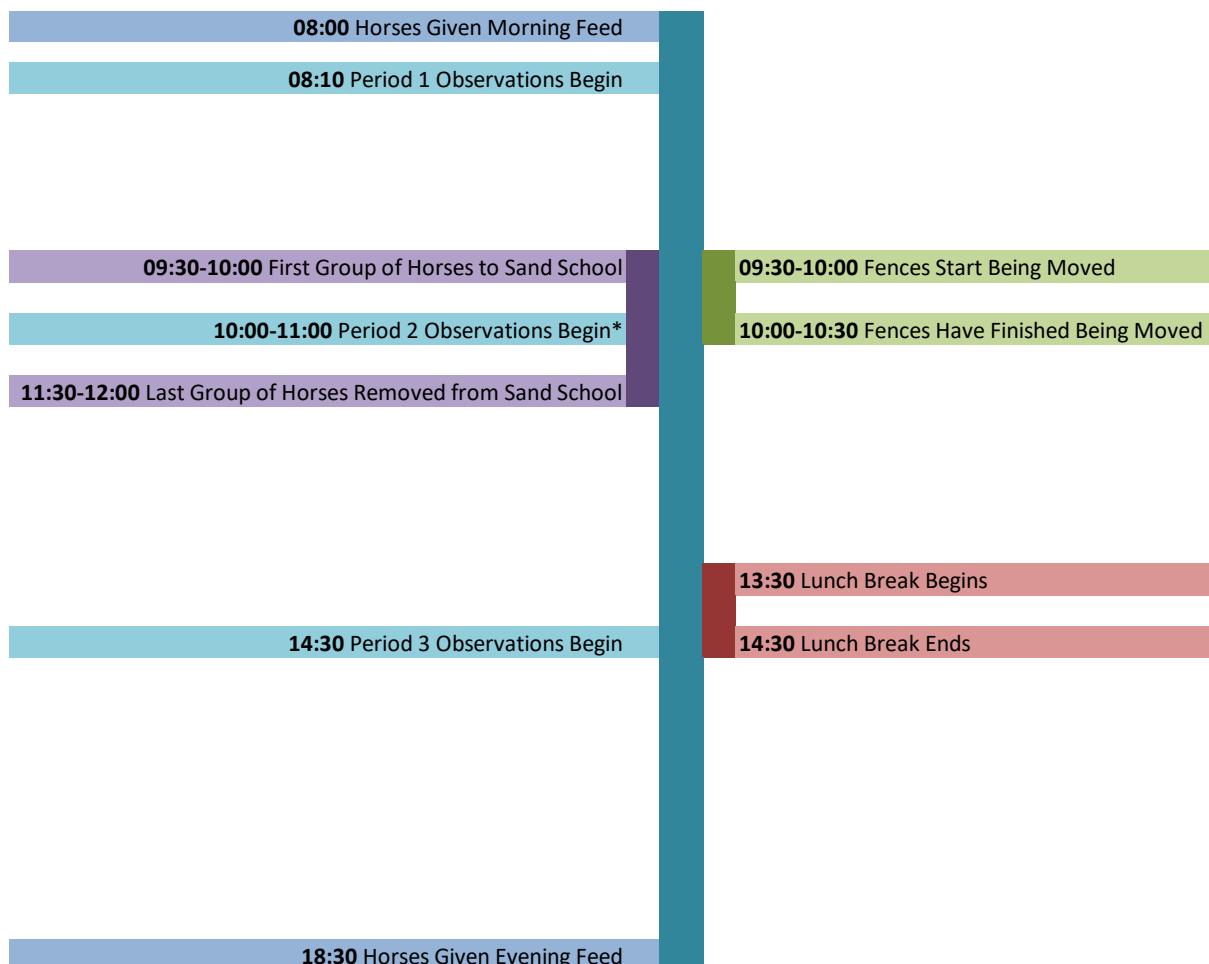 08:00 Horses Given Morning Feed
08:10 Period 1 Observations Begin
09:30-10:00 First Group of Horses to Sand School
09:30-10:00 Fences Start Being Moved
10:00-11:00 Period 2 Observations Begin*
10:00-10:30 Fences Have Finished Being Moved
11:30-12:00 Last Group of Horses Removed from Sand School
13:30 Lunch Break Begins
14:30 Period 3 Observations Begin
14:30 Lunch Break Ends
18:30 Horses Given Evening Feed